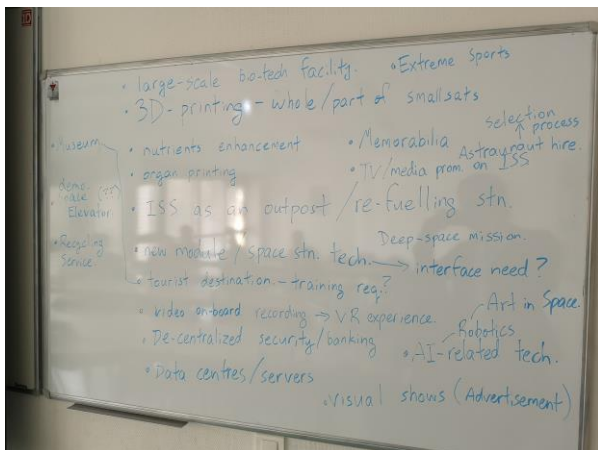 • large-scale bo-tech facility.
• Extreme Sports
• 3D-printing - whole/part of smallsats
• Museum
• nutrients enhancement
• Memorabilia
selection process
Astraynaut hire.
• organ printing
• TV/media prom. on ISS
Elevator
• ISS as an outpost / re-fuelling stn.
• Recycling Service
Deep-space mission.
• new module / space stn. tech. → interface need?
• tourist destination - training req.?
• Video on-board recording → VR experience.
Art in Space.
Robotics
• De-centralized security/banking
• AI-related tech.
• Data centres/servers
• Visual shows (Advertisement)